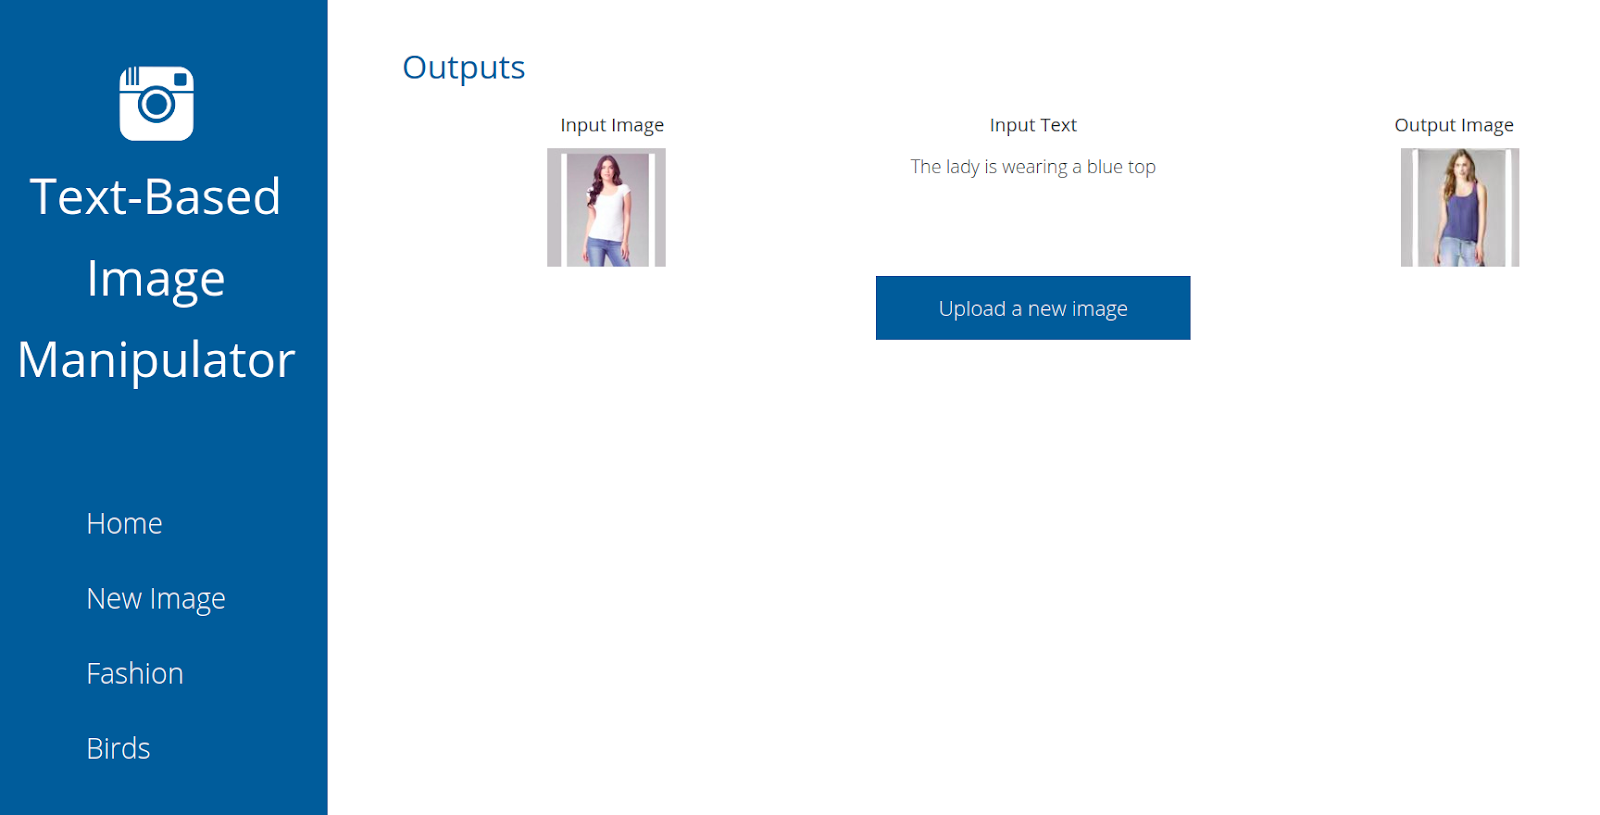 Text-Based
Image
Manipulator
Home
New Image
Fashion
Birds
Outputs
Input Image
Input Text
Output Image
The lady is wearing a blue top
Upload a new image